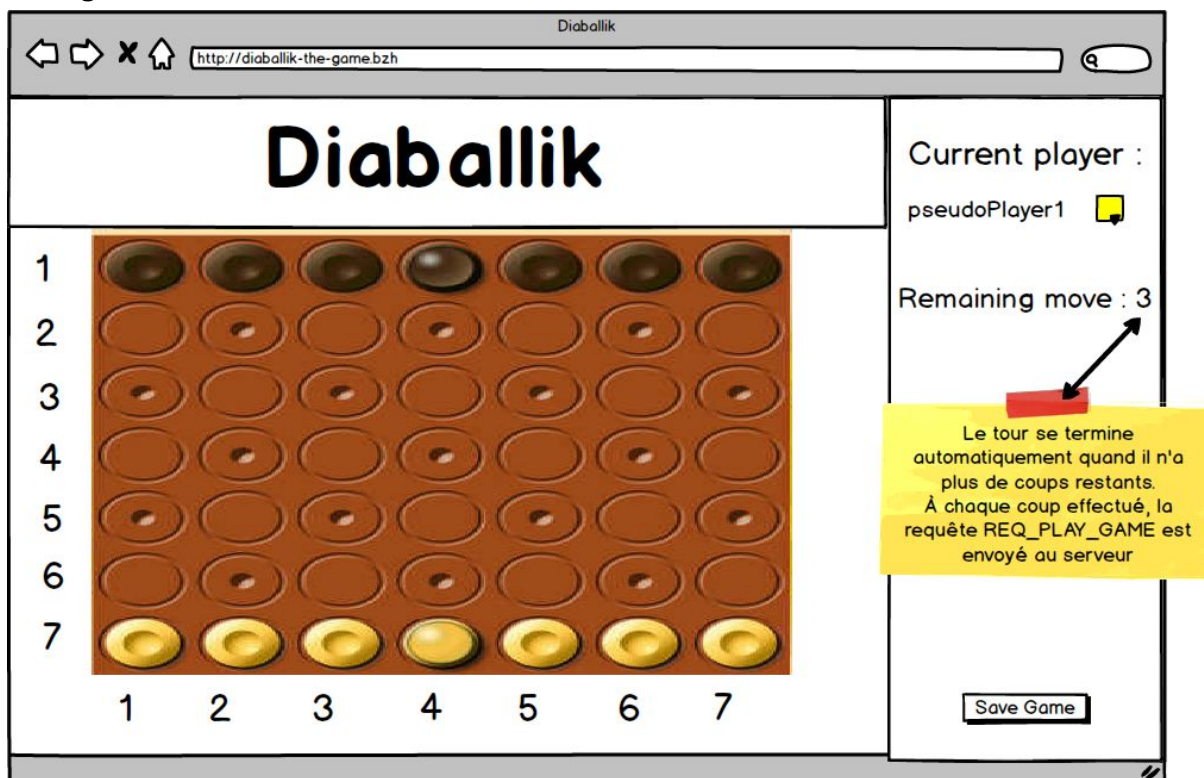 Diaballik
http://diaballik-the-game.bzh
Diaballik
Current player :
pseudoPlayer1
Remaining move : 3
1
2
3
4
5
6
7
1 2 3 4 5 6 7
Le tour se termine
automatiquement quand il n'a
plus de coups restants.
À chaque coup effectué, la
requête REQ_PLAY_GAME est
envoyé au serveur
Save Game